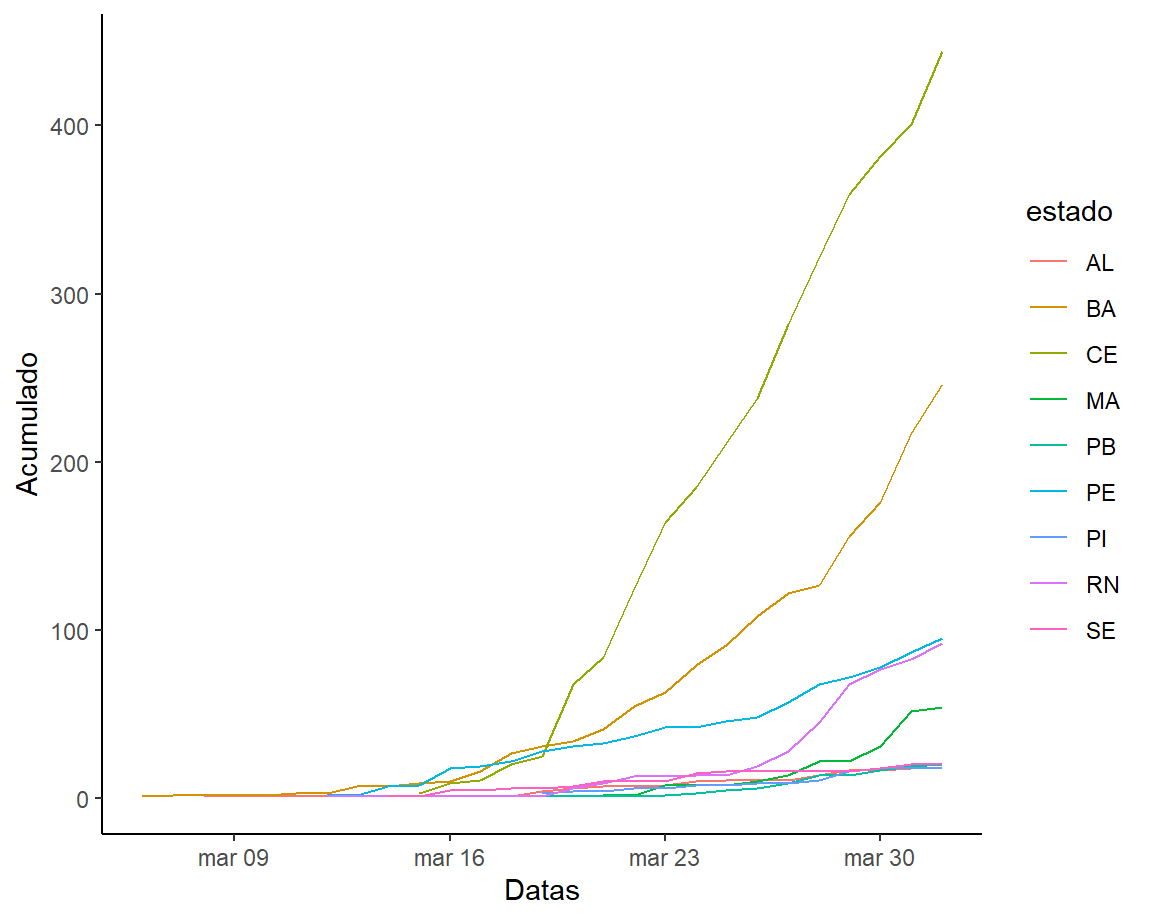 400
300
200
100
0
Acumulado
mar 09
mar 16
mar 23
mar 30
Datas
estado
AL
BA
CE
MA
PB
PE
PI
RN
SE